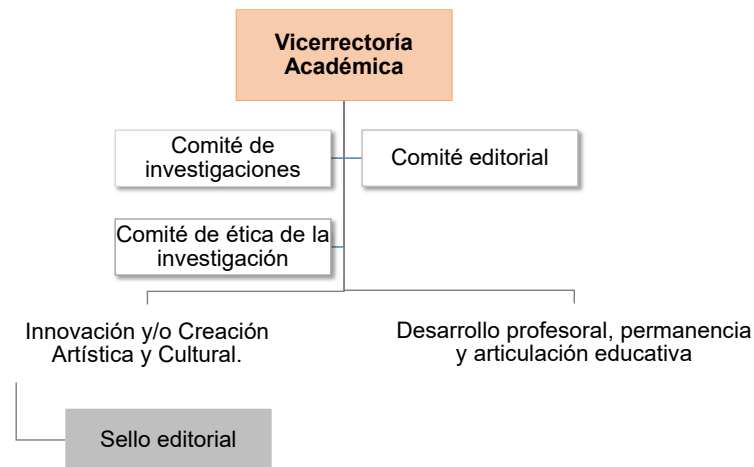 Vicerrectoría
Académica
Comité de
investigaciones
Comité editorial
Comité de ética de la
investigación
Innovación y/o Creación
Artística y Cultural.
Desarrollo profesoral, permanencia
y articulación educativa
Sello editorial